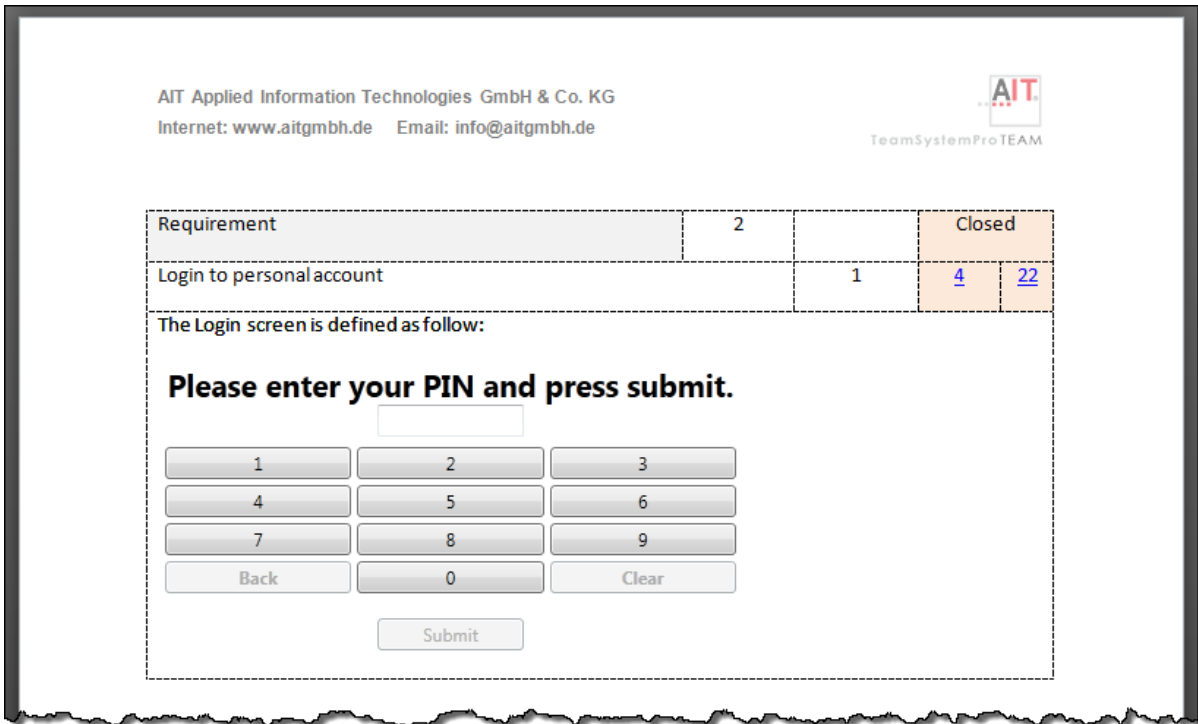 AIT Applied Information Technologies GmbH & Co. KG
Internet: www.aitgmbh.de Email: info@aitgmbh.de
AIT
TeamSystemProTEAM
Requirement 2 Closed
Login to personal account 1 4 22
The Login screen is defined as follow:
Please enter your PIN and press submit.
1 2 3
4 5 6
7 8 9
Back 0 Clear
Submit